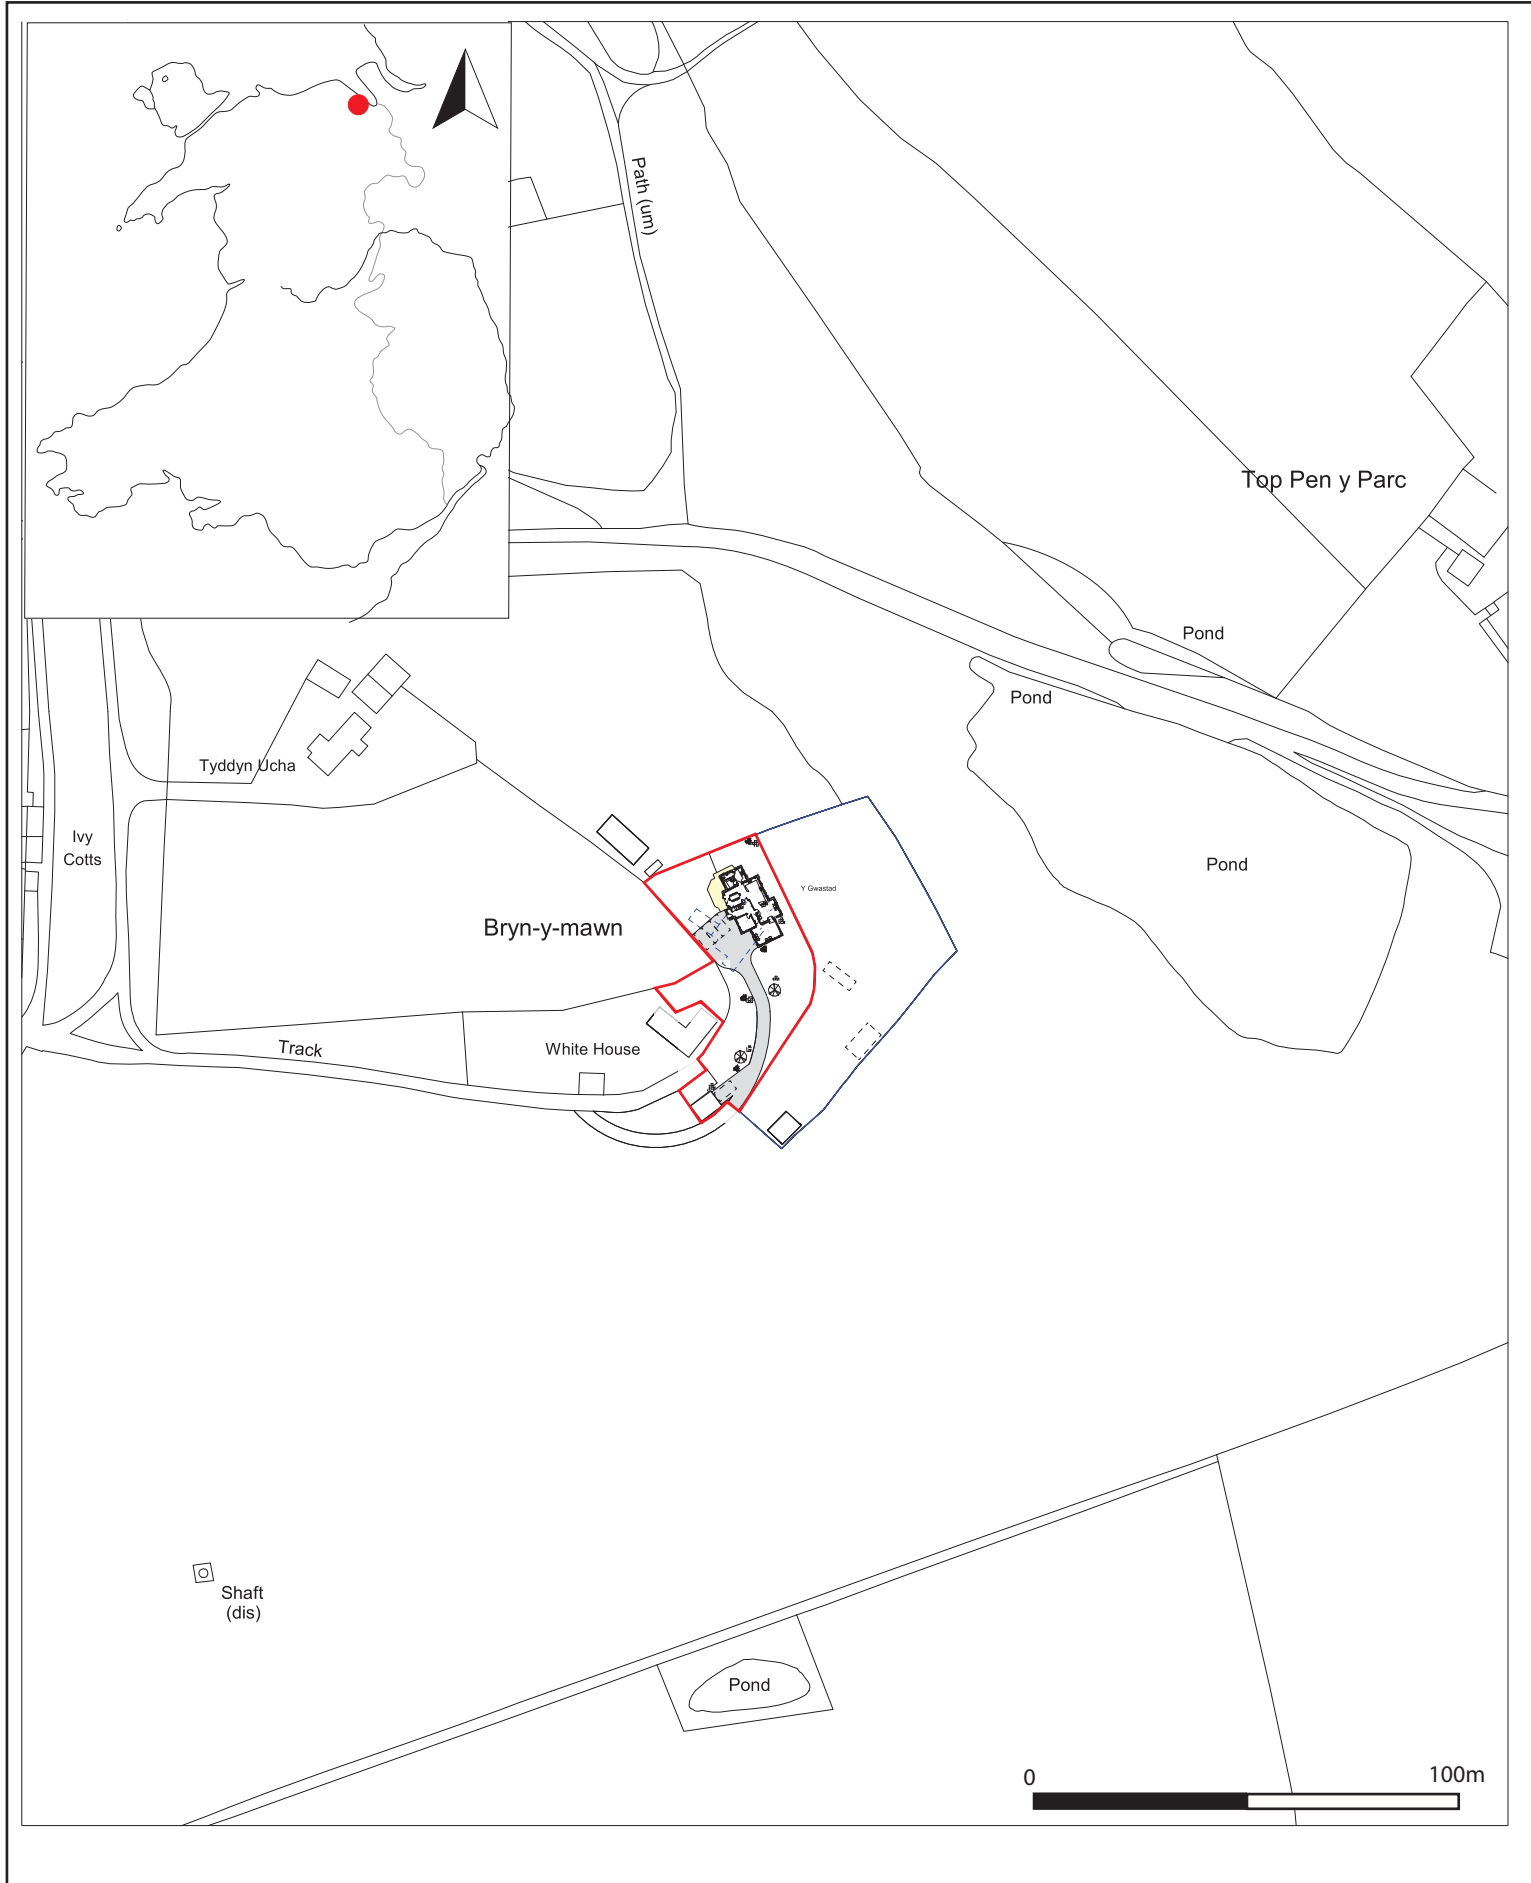 Path (um)
Top Pen y Parc
Pond
Pond
Tyddyn Ucha
Ivy
Cotts
Pond
Y Gwastad
Bryn-y-mawn
Track
White House
Shaft
(dis)
Pond
0
100m